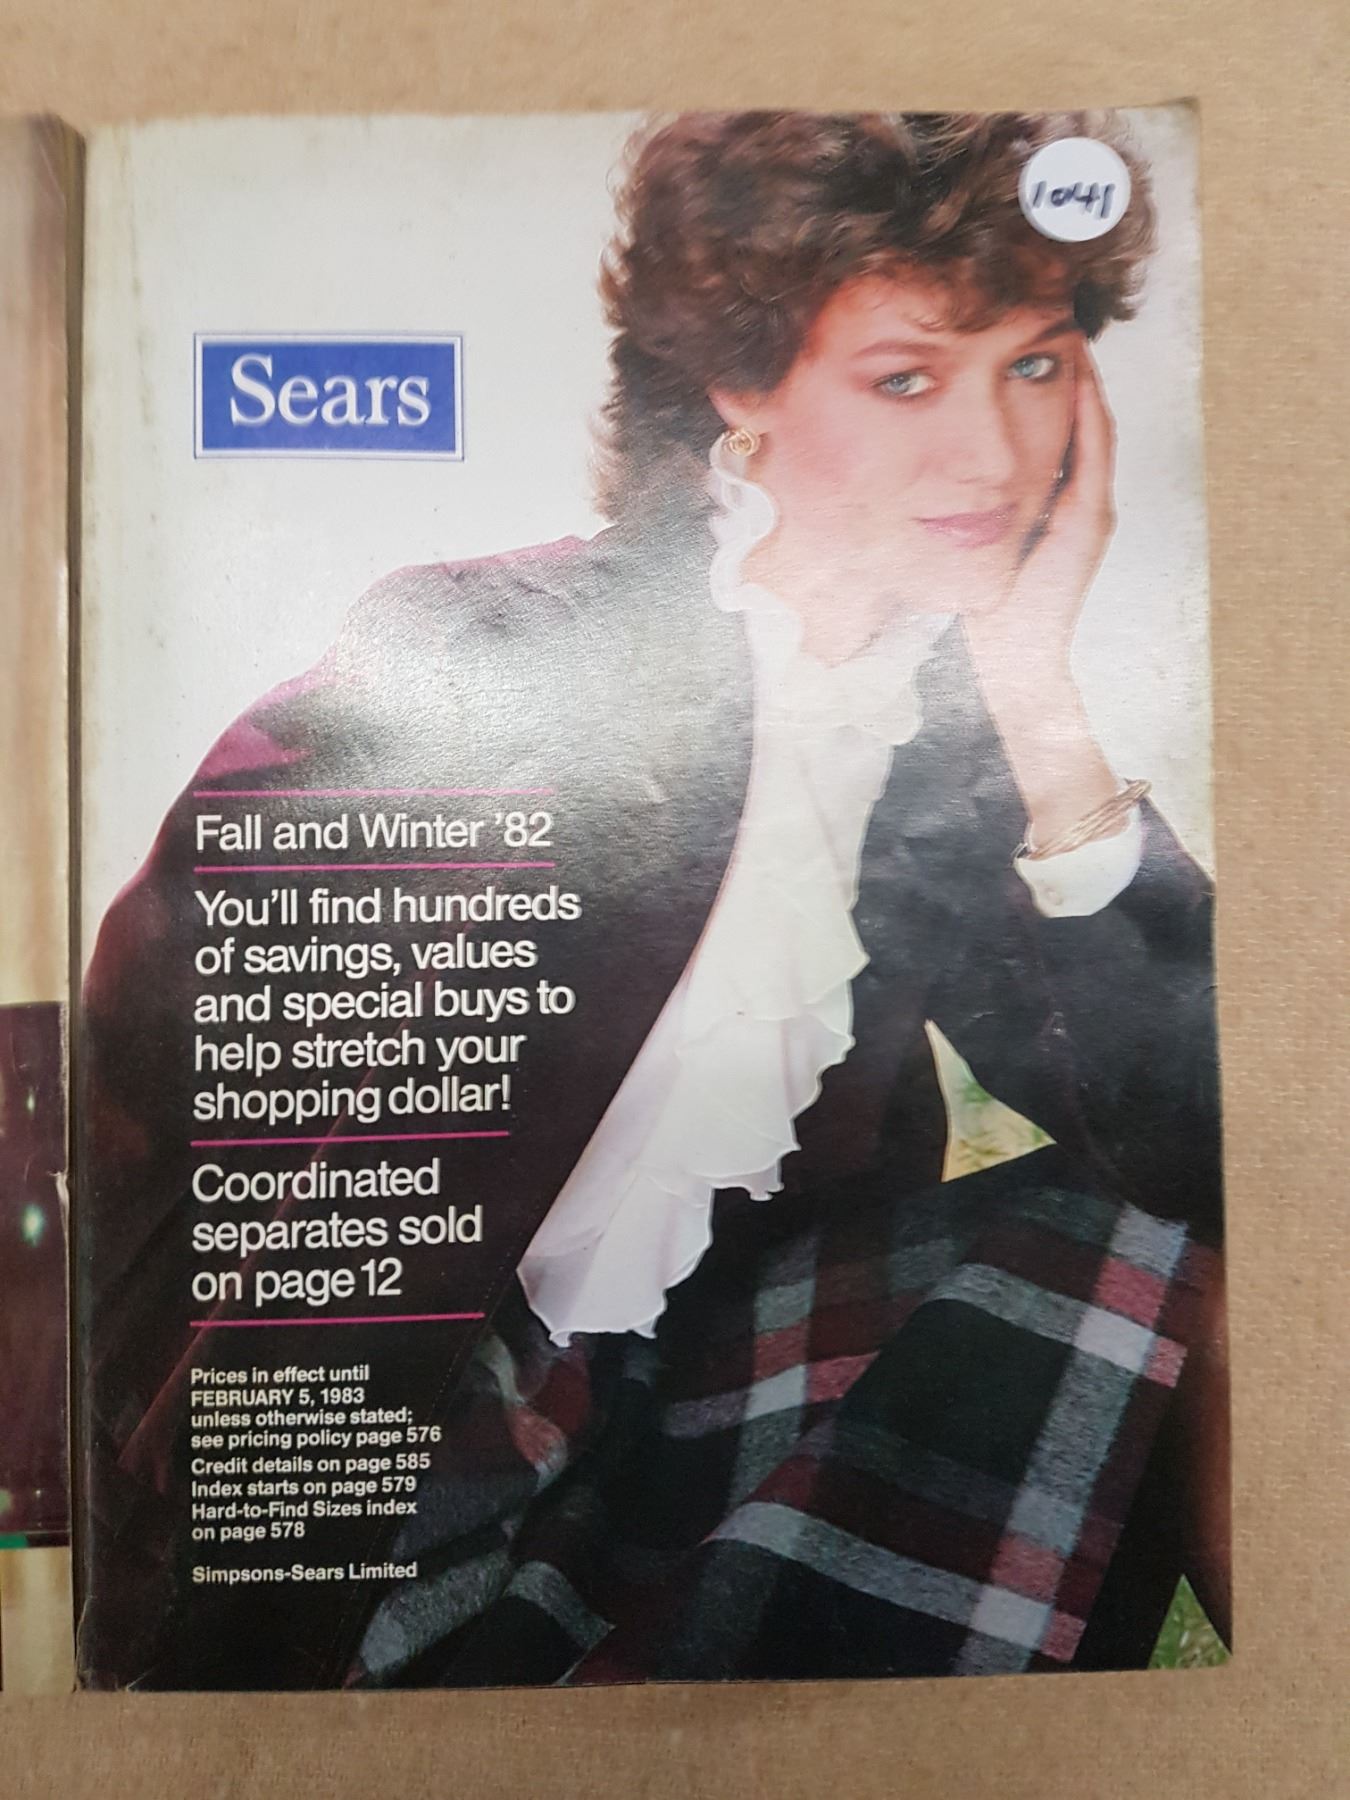 1041
Sears
Fall and Winter '82
You'll find hundreds
of savings, values
and special buys to
help stretch your
shopping dollar!
Coordinated
separates sold
on page 12
Prices in effect until
FEBRUARY 5, 1983
unless otherwise stated;
see pricing policy page 576
Credit details on page 585
Index starts on page 579
Hard-to-Find Sizes index
on page 578
Simpsons-Sears Limited